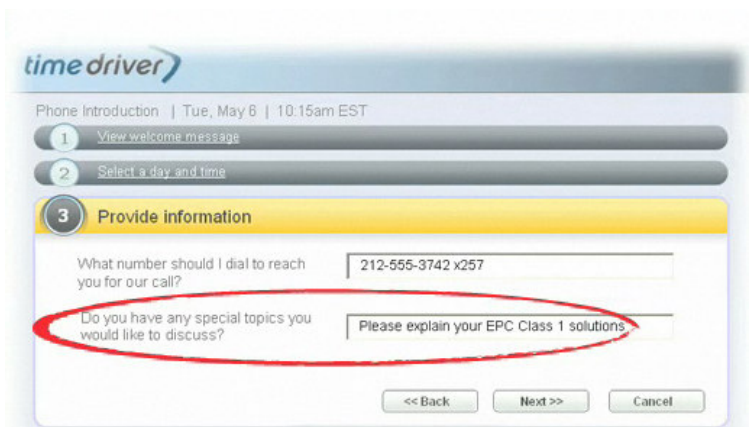 timedriver
Phone Introduction | Tue, May 6 | 10:15am EST
1 View welcome message
2 Select a day and time
3 Provide information
What number should I dial to reach
you for our call?
212-555-3742 x257
Do you have any special topics you
would like to discuss?
Please explain your EPC Class 1 solutions
<< Back Next >> Cancel